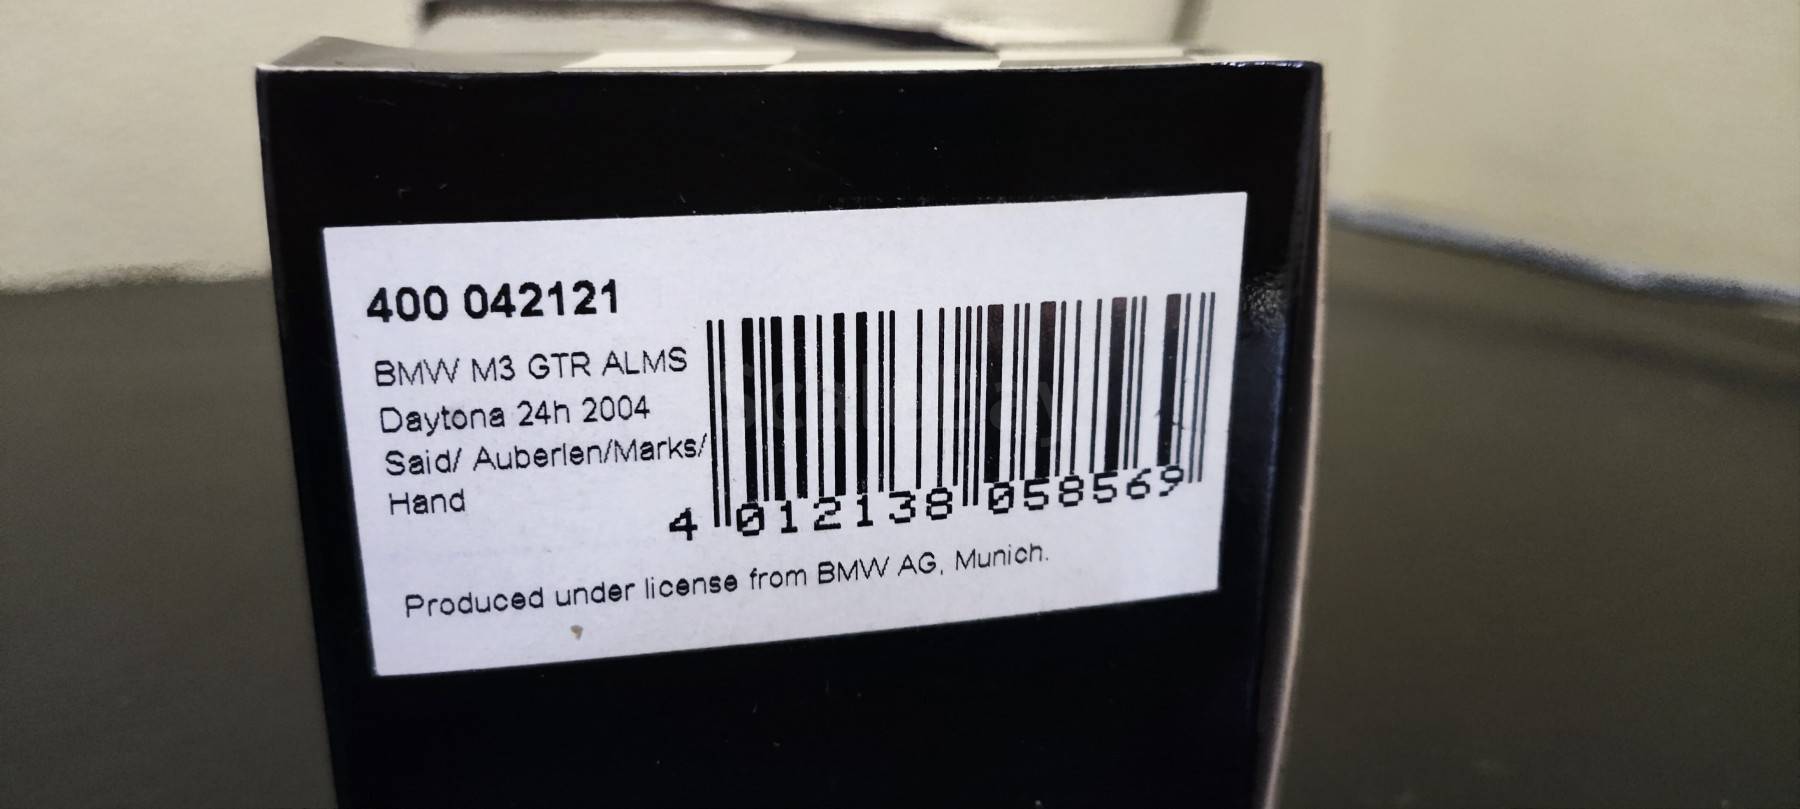 400 042121
BMW M3 GTR ALMS
Daytona 24h 2004
Said/ Auberlen/Marks/
Hand
4 012138 058569
Produced under license from BMW AG, Munich.